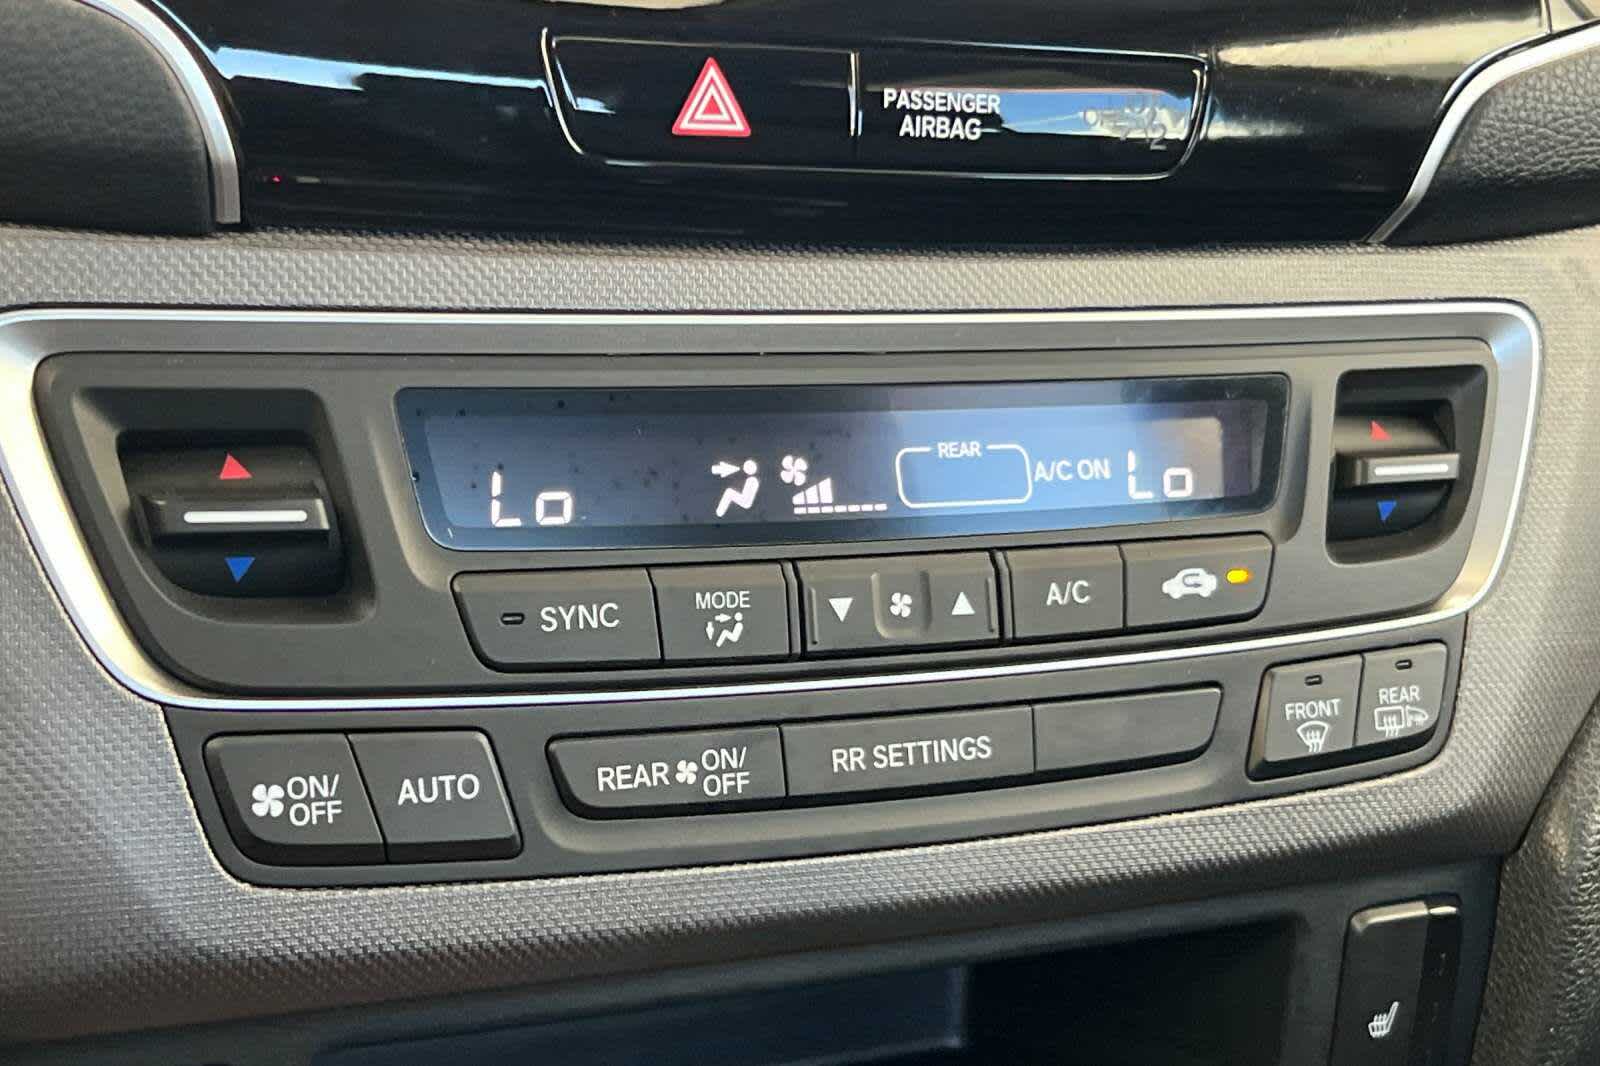 PASSENGER
AIRBAG
REAR
Lo
A/C ON
Lo
SYNC
MODE
A/C
ON/
OFF
AUTO
REAR
ON/
OFF
RR SETTINGS
FRONT
REAR